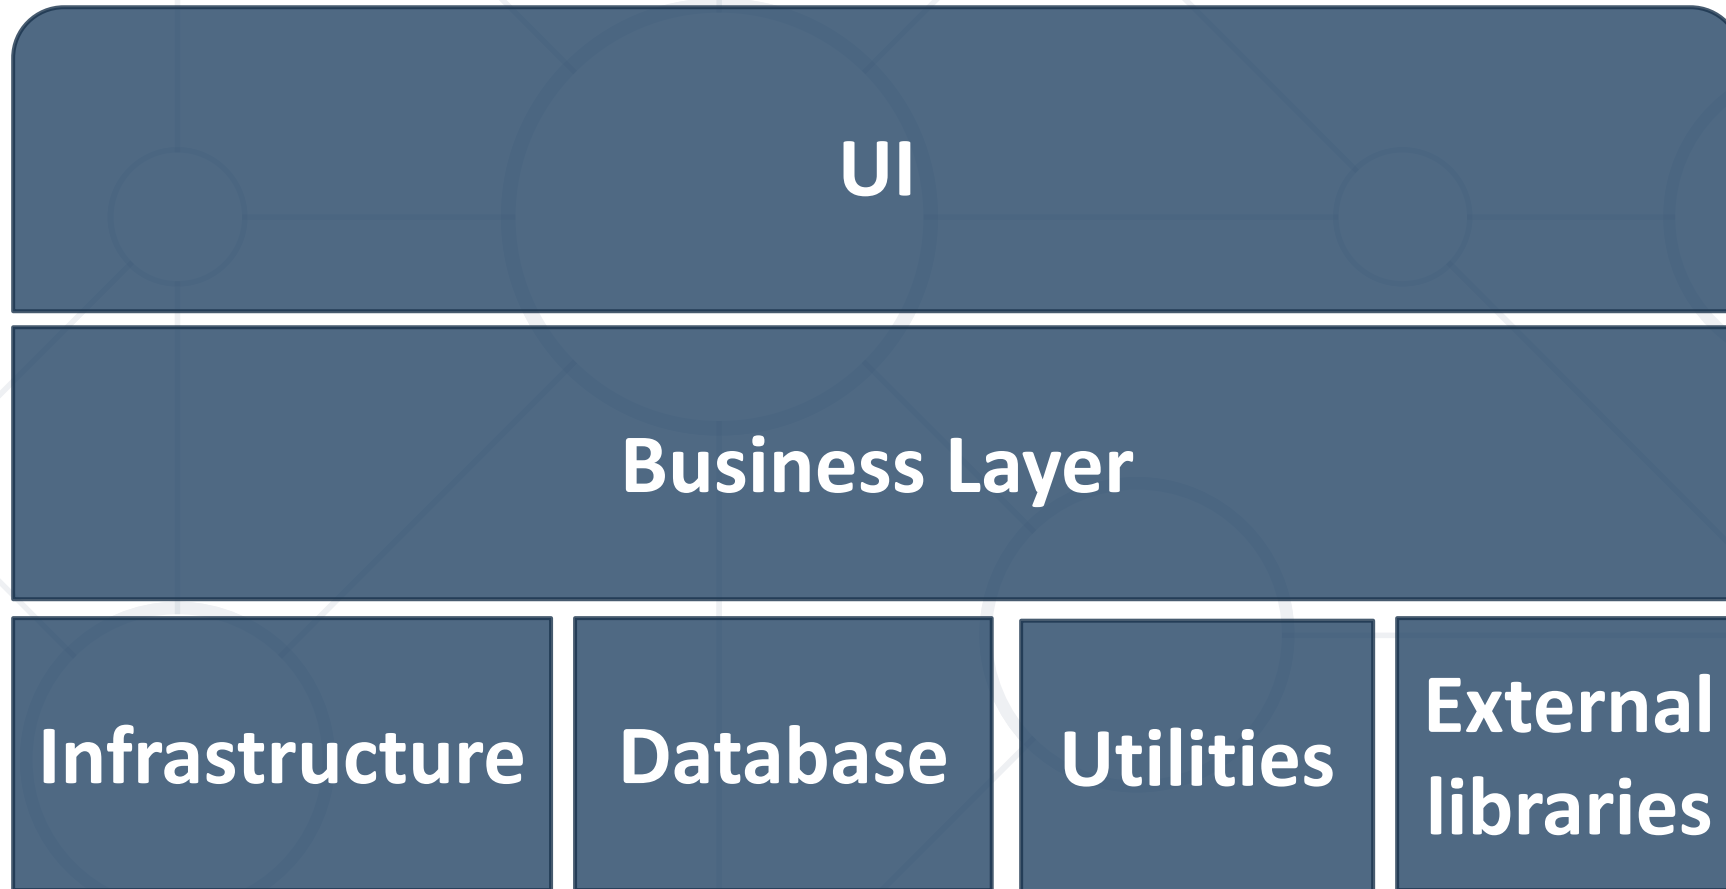 UI
Business Layer
Infrastructure
Database
Utilities
External
libraries